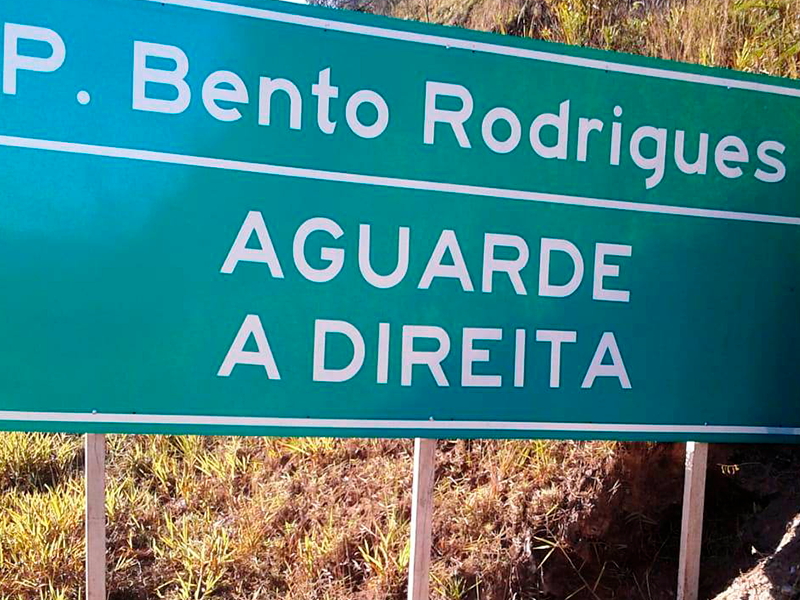 P. Bento Rodrigues
AGUARDE
A DIREITA